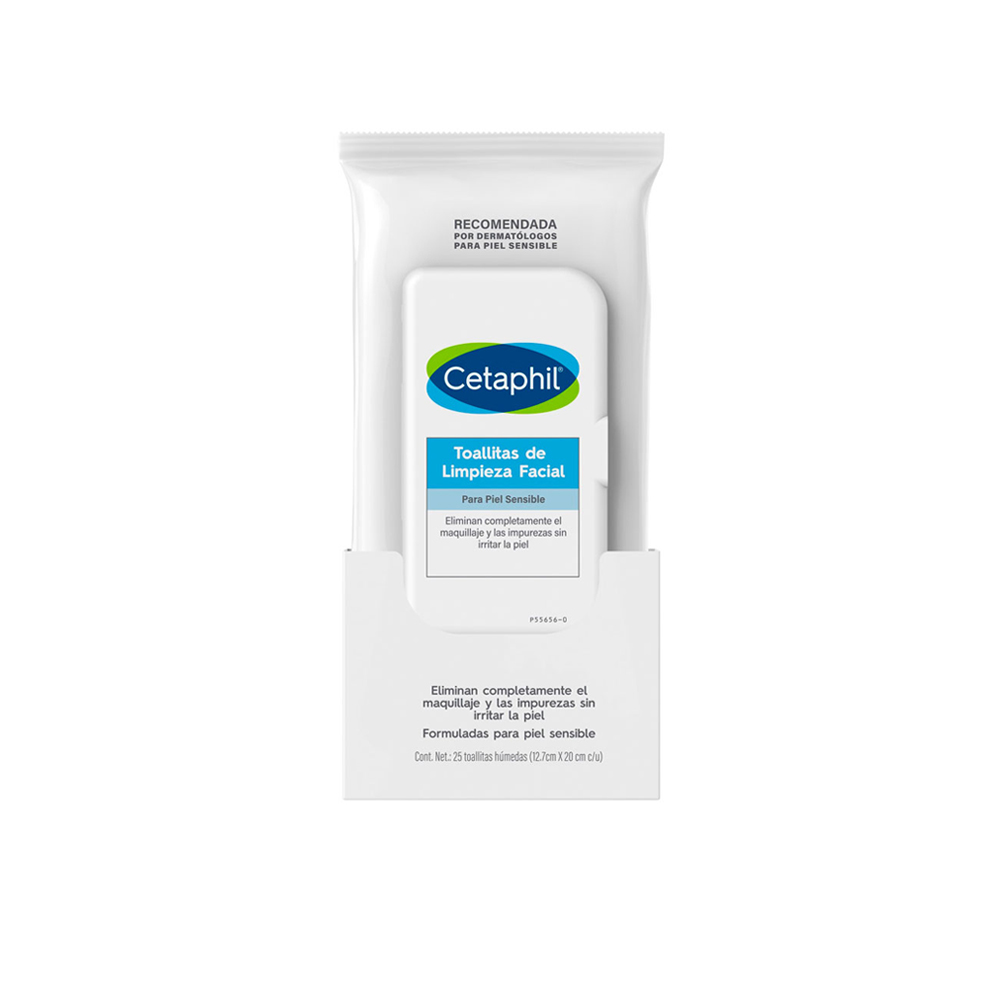 RECOMENDADA
POR DERMATÓLOGOS
PARA PIEL SENSIBLE
Cetaphil®
Toallitas de
Limpieza Facial
Para Piel Sensible
Eliminan completamente el
maquillaje y las impurezas sin
irritar la piel
P55656-0
Eliminan completamente el
maquillaje y las impurezas sin
irritar la piel
Formuladas para piel sensible
Cont. Net.: 25 toallitas húmedas (12.7cm X 20 cm c/u)